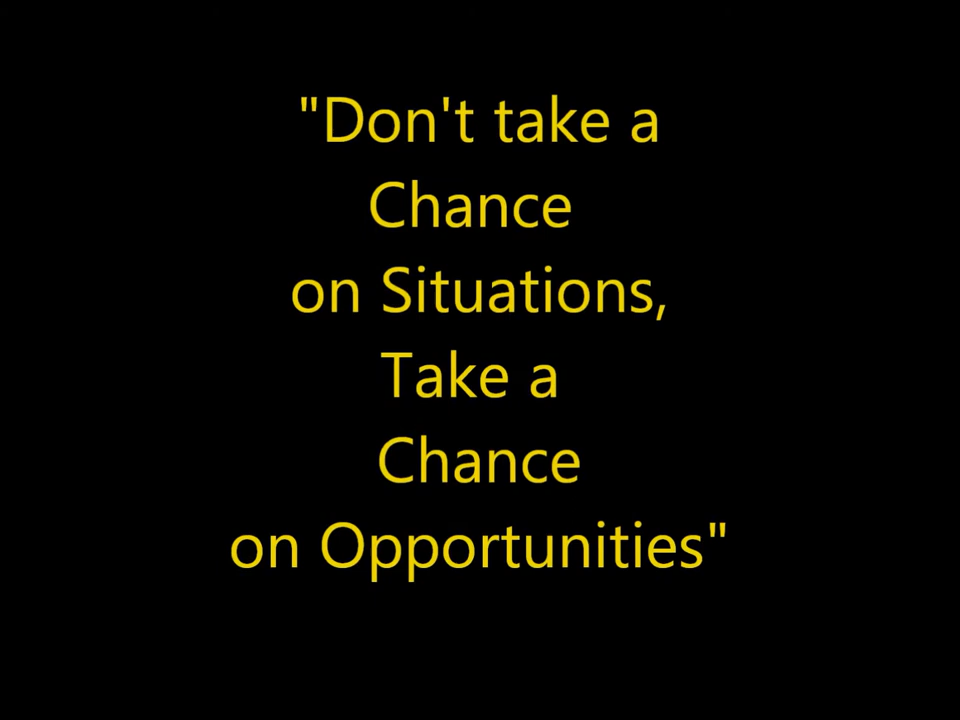 "Don't take a
Chance
on Situations,
Take a
Chance
on Opportunities"